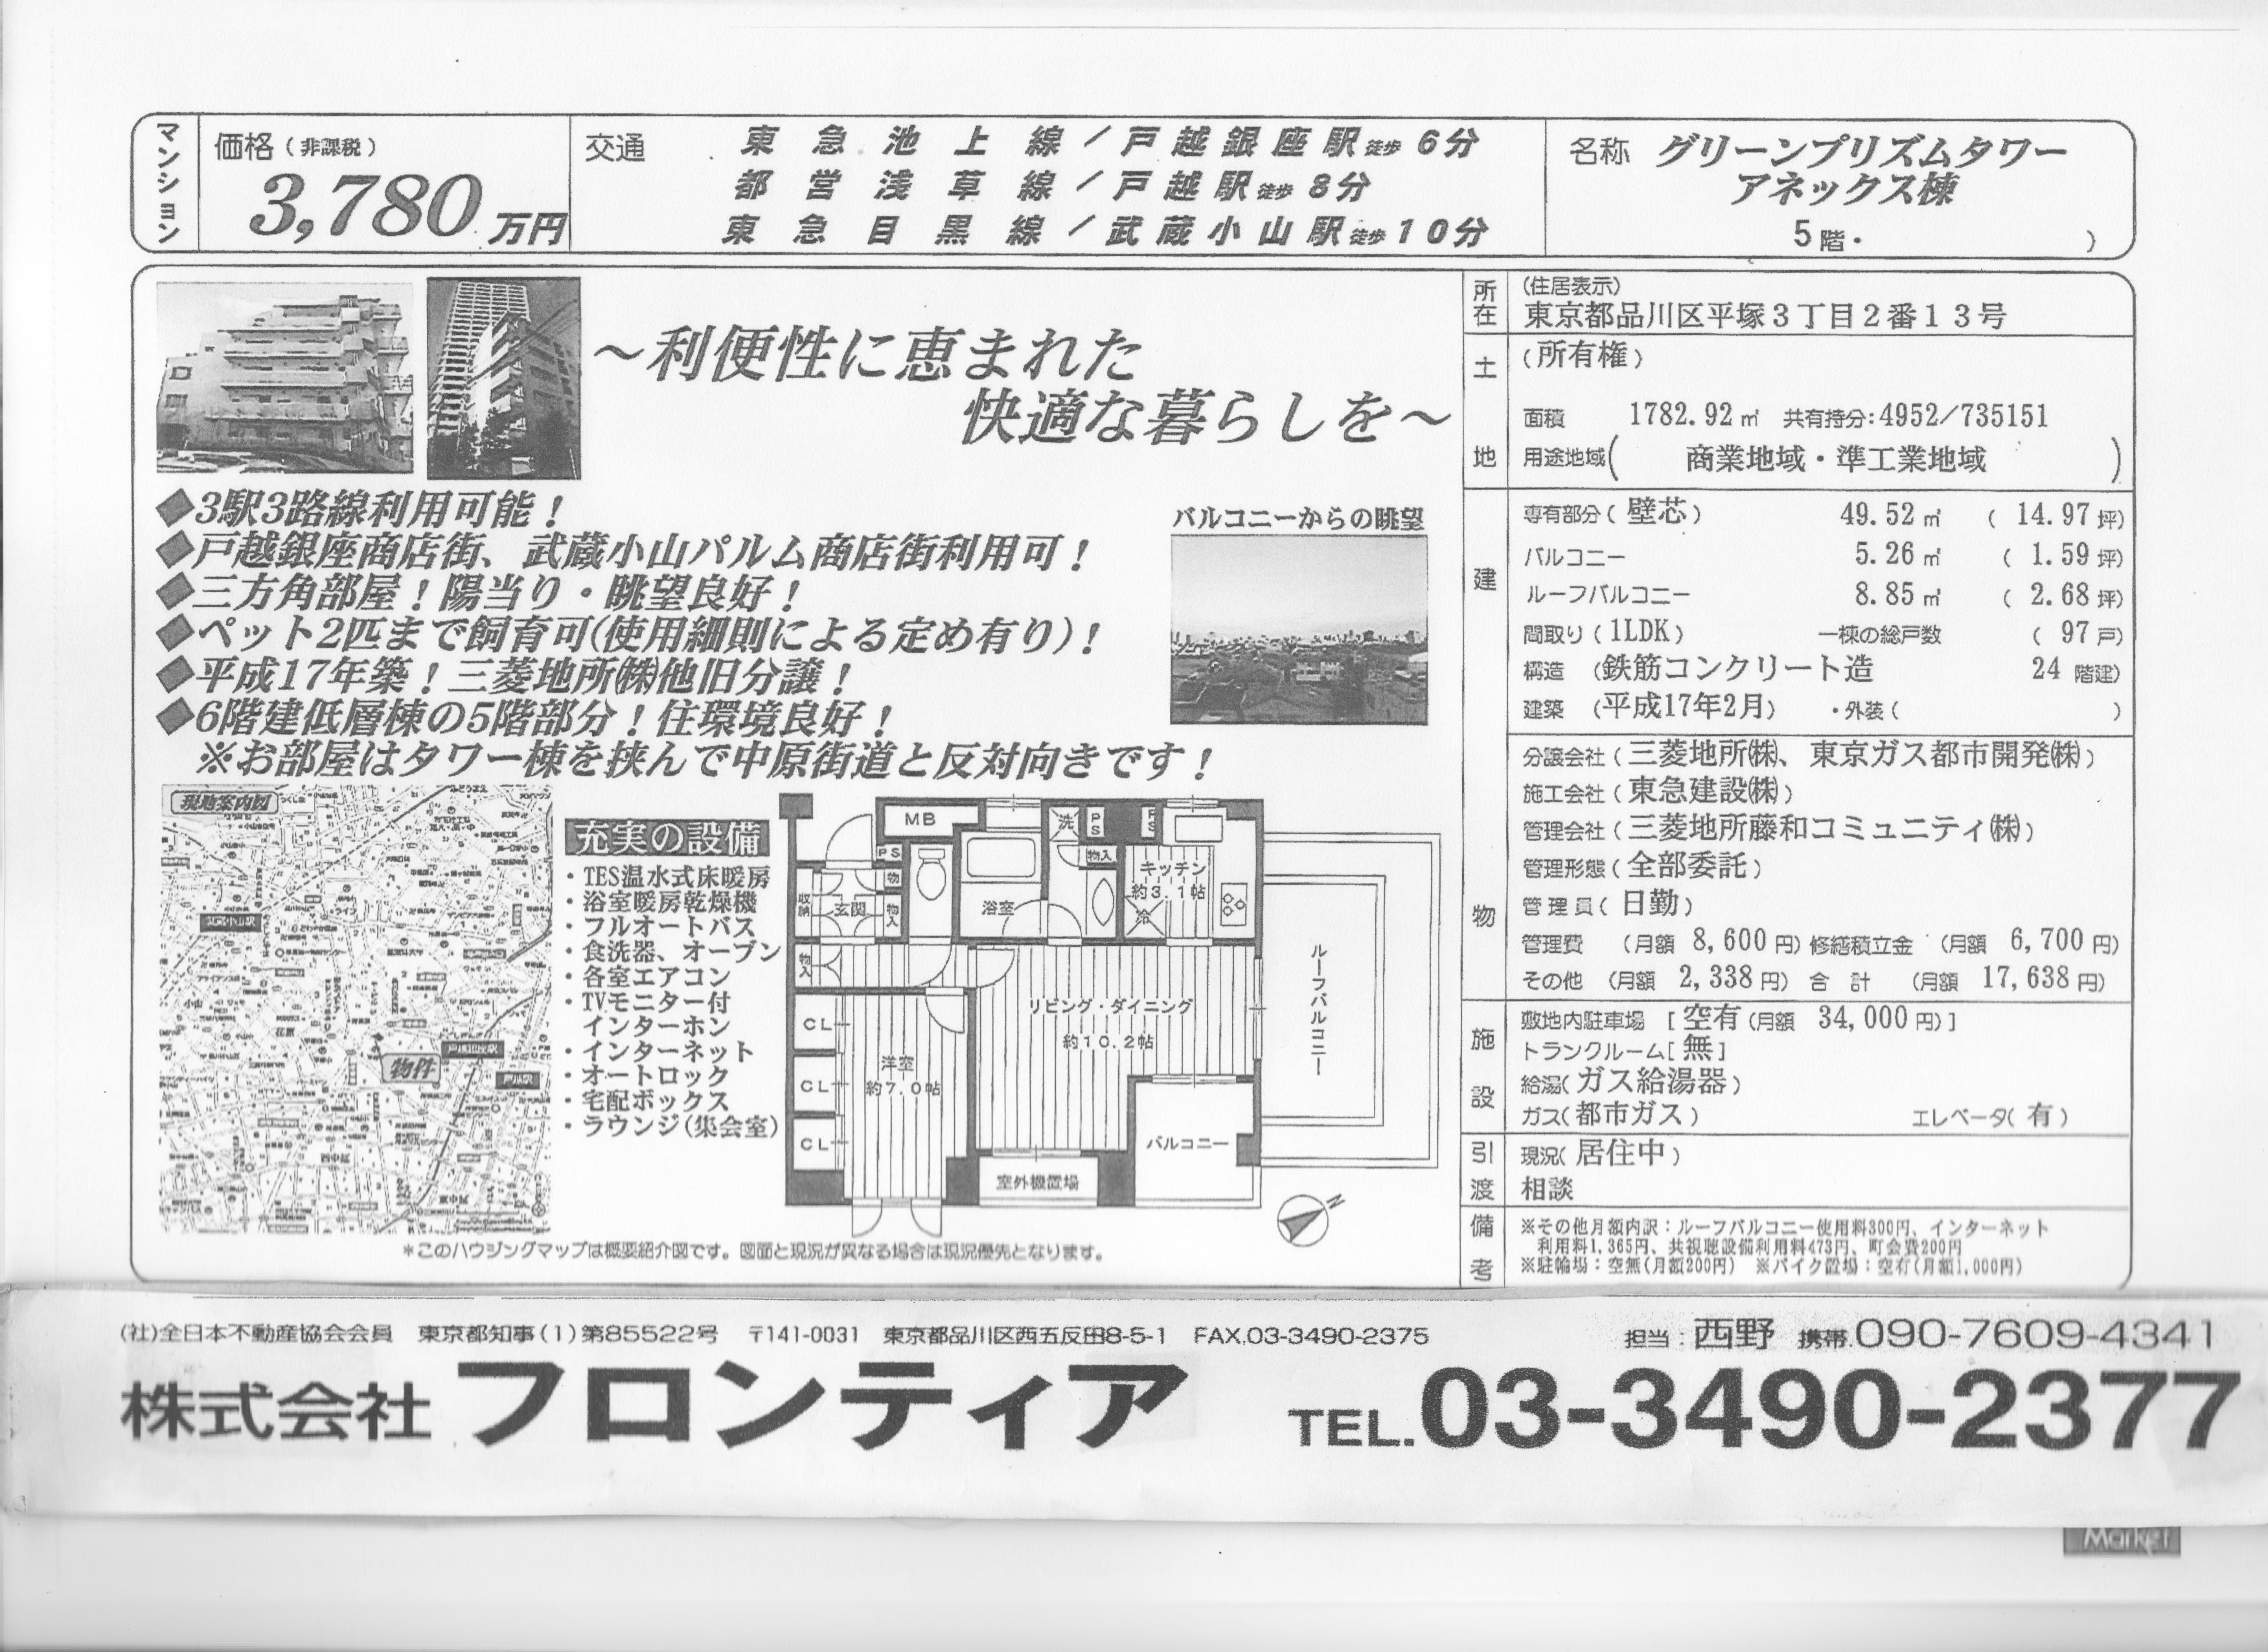 マンション
価格（非課税）
3,780万円
交通
東急池上線／戸越銀座駅徒歩6分
都営浅草線／戸越駅徒歩8分
東急目黒線／武蔵小山駅徒歩10分
名称 グリーンプリズムタワー
アネックス棟
5階・ ）
～利便性に恵まれた
快適な暮らしを～
◆3駅3路線利用可能！
◆戸越銀座商店街、武蔵小山パルム商店街利用可！
◆三方角部屋！陽当り・眺望良好！
◆ペット2匹まで飼育可(使用細則による定め有り)！
◆平成17年築！三菱地所㈱他旧分譲！
◆6階建低層棟の5階部分！住環境良好！
※お部屋はタワー棟を挟んで中原街道と反対向きです！
バルコニーからの眺望
現地案内図
物件
充実の設備
・TES温水式床暖房
・浴室暖房乾燥機
・フルオートバス
・食洗器、オーブン
・各室エアコン
・TVモニター付
インターホン
・インターネット
・オートロック
・宅配ボックス
・ラウンジ(集会室)
MB
PS
洗
PS
PS
物
物入
収納
玄関
浴室
物入
キッチン
約3.1帖
冷
物入
リビング・ダイニング
約10.2帖
CL
CL
CL
洋室
約7.0帖
バルコニー
室外機置場
ルーフバルコニー
N
＊このハウジングマップは概要紹介図です。図面と現況が異なる場合は現況優先となります。
所在
(住居表示)
東京都品川区平塚３丁目２番１３号
土地
（所有権）
面積 1782.92㎡ 共有持分:4952/735151
用途地域( 商業地域・準工業地域 )
建物
専有部分（壁芯） 49.52㎡ （14.97坪）
バルコニー 5.26㎡ （1.59坪）
ルーフバルコニー 8.85㎡ （2.68坪）
間取り（1LDK） 一棟の総戸数 （97戸）
構造 （鉄筋コンクリート造 24階建）
建築 （平成17年2月） ・外装（ ）
分譲会社（三菱地所㈱、東京ガス都市開発㈱）
施工会社（東急建設㈱）
管理会社（三菱地所藤和コミュニティ㈱）
管理形態（全部委託）
管理員（日勤）
管理費 （月額 8,600円）修繕積立金 （月額 6,700円）
その他 （月額 2,338円） 合計 （月額 17,638円）
施設
敷地内駐車場 [空有（月額 34,000円）]
トランクルーム[無]
給湯（ガス給湯器）
ガス（都市ガス） エレベータ（有）
引渡
現況（居住中）
相談
備考
※その他月額内訳：ルーフバルコニー使用料300円、インターネット
利用料1,365円、共視聴設備利用料473円、町会費200円
※駐輪場：空無(月額200円) ※バイク置場：空有(月額1,000円)
(社)全日本不動産協会会員 東京都知事(1)第85522号 〒141-0031 東京都品川区西五反田8-5-1 FAX.03-3490-2375
担当：西野 携帯.090-7609-4341
株式会社フロンティア TEL.03-3490-2377
Market